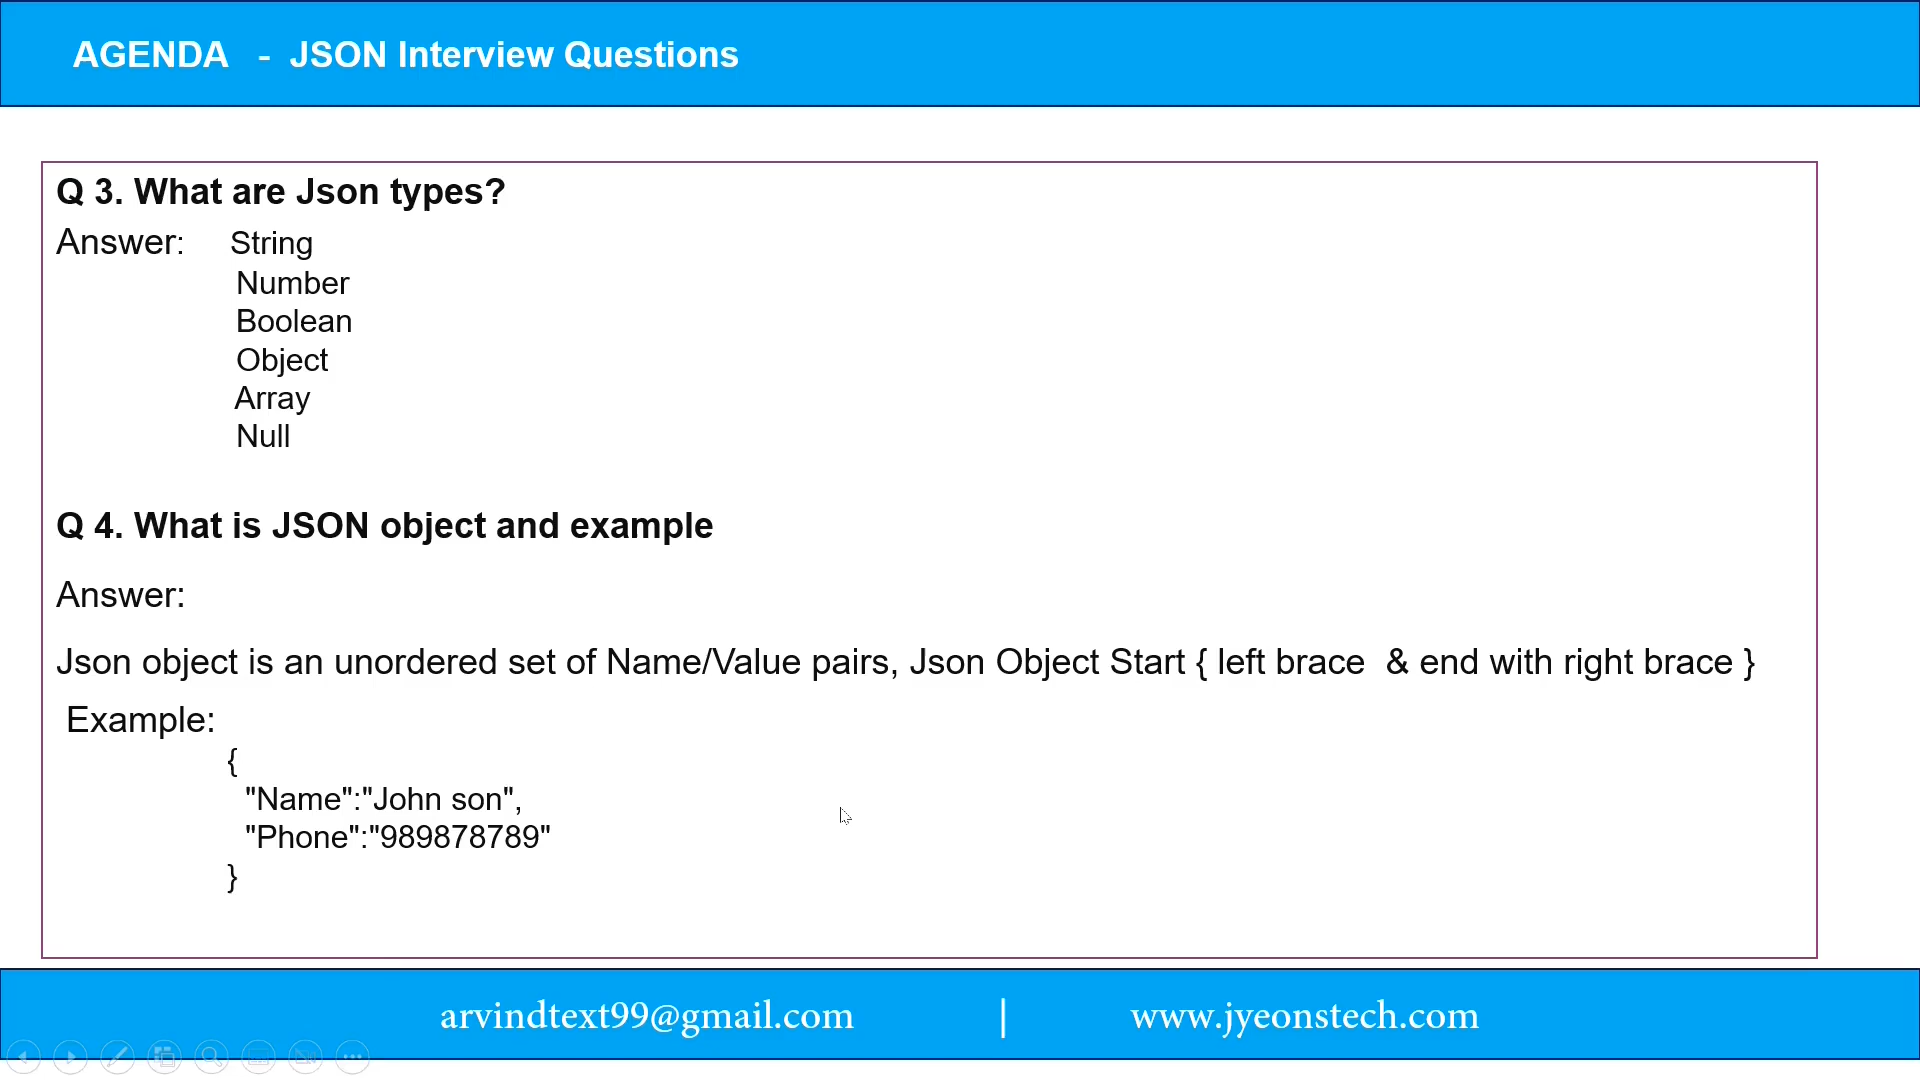 AGENDA - JSON Interview Questions
Q 3. What are Json types?
Answer: String
Number
Boolean
Object
Array
Null
Q 4. What is JSON object and example
Answer:
Json object is an unordered set of Name/Value pairs, Json Object Start { left brace & end with right brace }
Example:
{
"Name":"John son",
"Phone":"989878789"
}
arvindtext99@gmail.com | www.jyeonstech.com